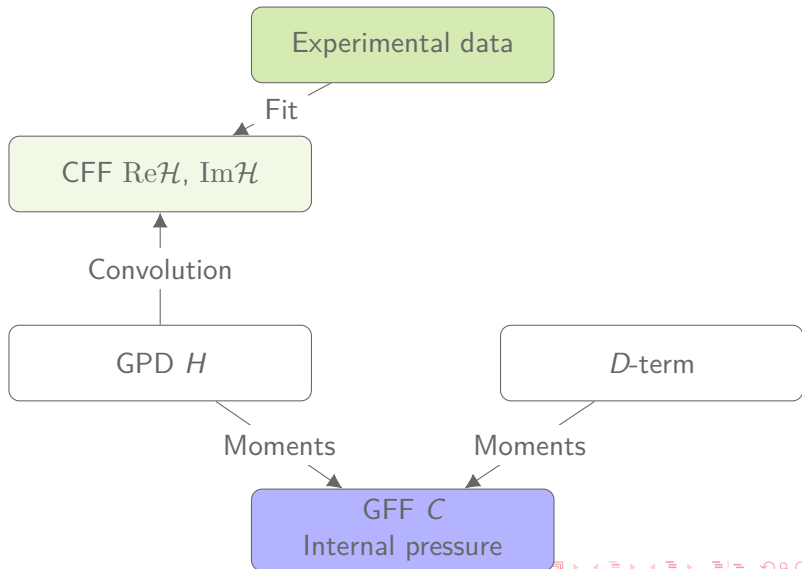 Experimental data
Fit
CFF Reℋ, Imℋ
Convolution
GPD H
D-term
Moments
Moments
GFF C
Internal pressure